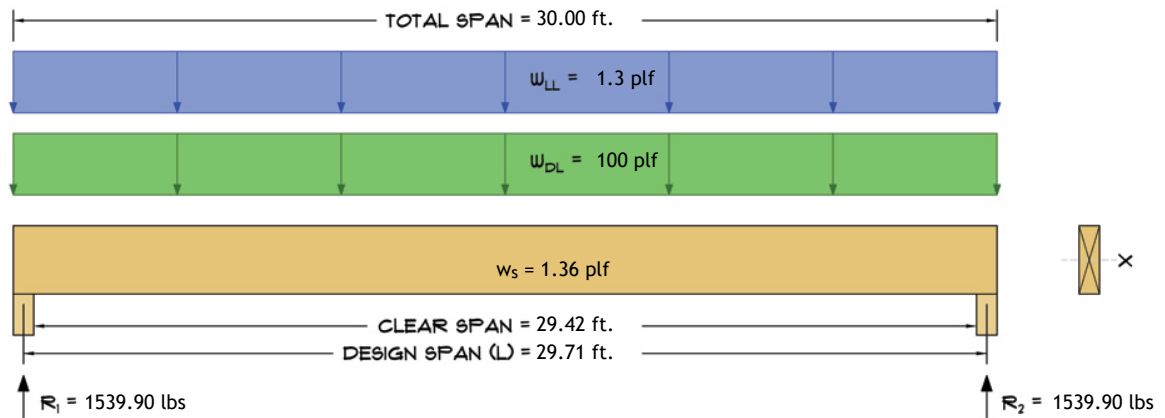 TOTAL SPAN = 30.00 ft.
WLL = 1.3 plf
WDL = 100 plf
ws = 1.36 plf
X
CLEAR SPAN = 29.42 ft.
DESIGN SPAN (L) = 29.71 ft.
R1 = 1539.90 lbs
R2 = 1539.90 lbs